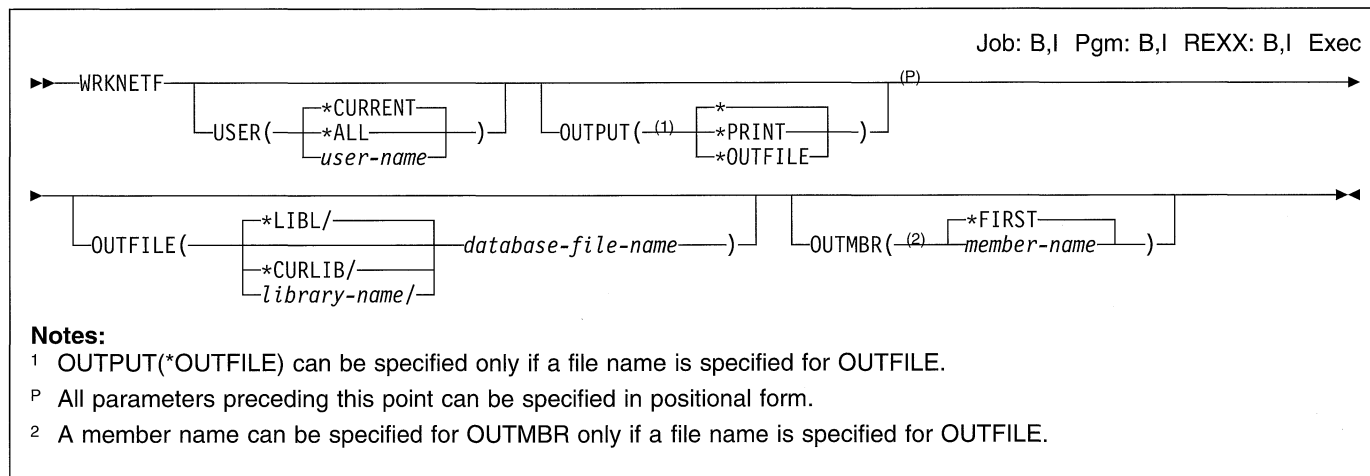 Job: B,I Pgm: B,I REXX: B,I Exec
WRKNETF
USER(
*CURRENT
*ALL
user-name
)
OUTPUT(
(1)
*
*PRINT
*OUTFILE
)
(P)
OUTFILE(
*LIBL/
*CURLIB/
library-name/
database-file-name
)
OUTMBR(
(2)
*FIRST
member-name
)
Notes:
1 OUTPUT(*OUTFILE) can be specified only if a file name is specified for OUTFILE.
P All parameters preceding this point can be specified in positional form.
2 A member name can be specified for OUTMBR only if a file name is specified for OUTFILE.